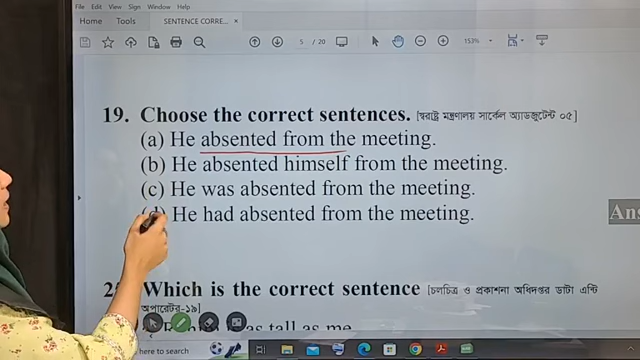 File Edit View Sign Window Help
Home Tools SENTENCE CORRE... ×
5 / 20 153%
19. Choose the correct sentences. [স্বরাষ্ট্র মন্ত্রণালয় সার্কেল অ্যাডজুটেন্ট ০৫]
(a) He absented from the meeting.
(b) He absented himself from the meeting.
(c) He was absented from the meeting.
(d) He had absented from the meeting.
Ans
Which is the correct sentence [চলচিত্র ও প্রকাশনা অধিদপ্তর ডাটা এন্ট্রি
অপারেটর-১৯]
as tall as me
here to search